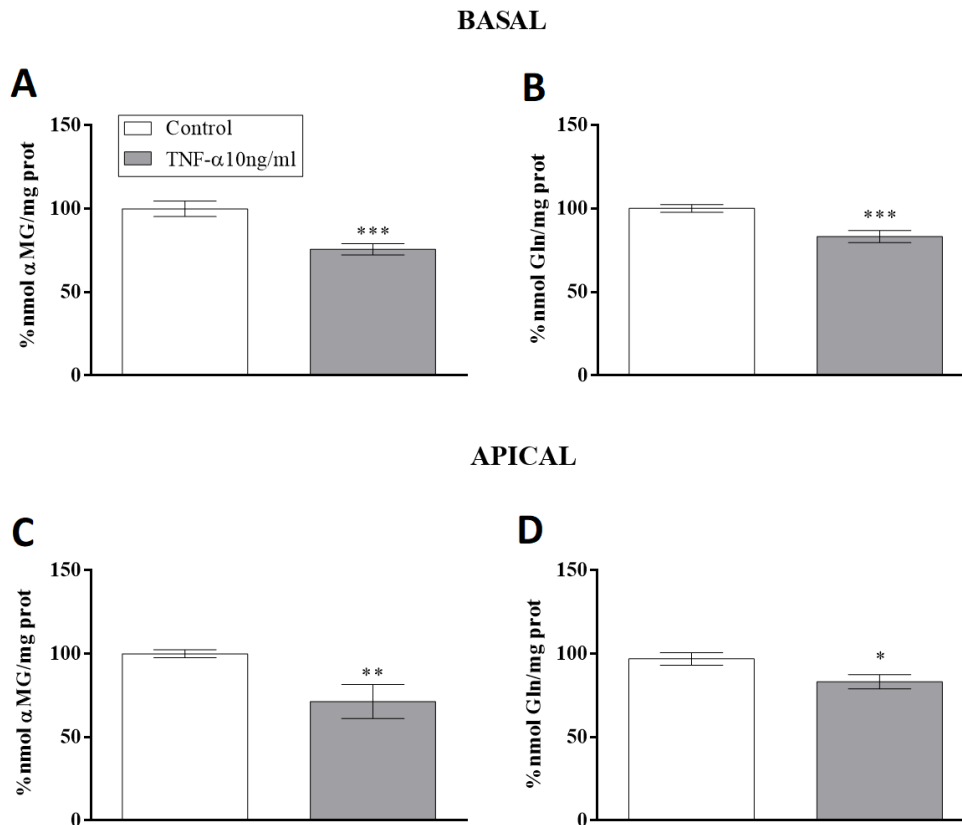 BASAL
A
B
%nmol αMG/mg prot
150
100
50
0
Control
TNF-α10ng/ml
***
%nmol Gln/mg prot
150
100
50
0
***
APICAL
C
D
%nmol αMG/mg prot
150
100
50
0
**
%nmol Gln/mg prot
150
100
50
0
*